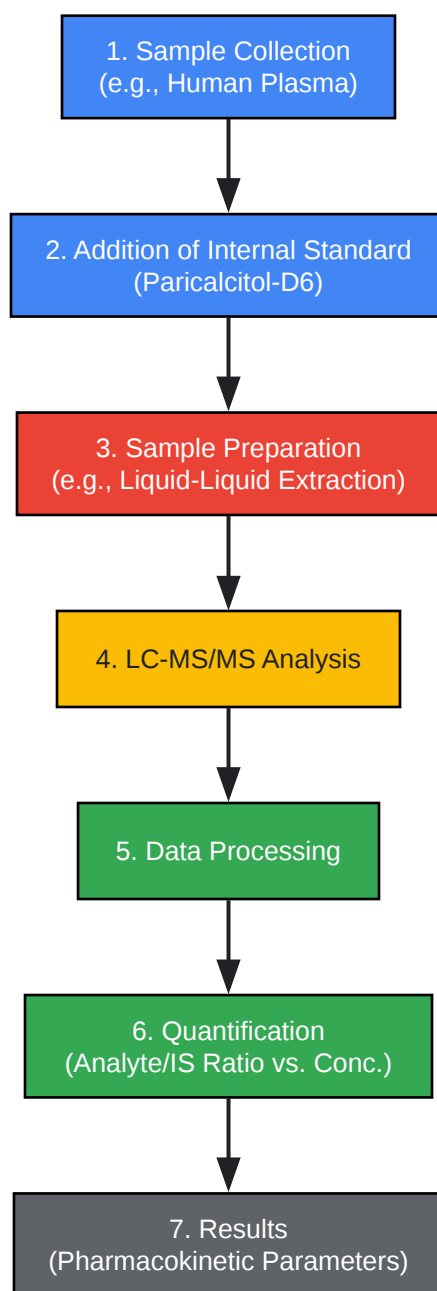 1. Sample Collection
(e.g., Human Plasma)
2. Addition of Internal Standard
(Paricalcitol-D6)
3. Sample Preparation
(e.g., Liquid-Liquid Extraction)
4. LC-MS/MS Analysis
5. Data Processing
6. Quantification
(Analyte/IS Ratio vs. Conc.)
7. Results
(Pharmacokinetic Parameters)